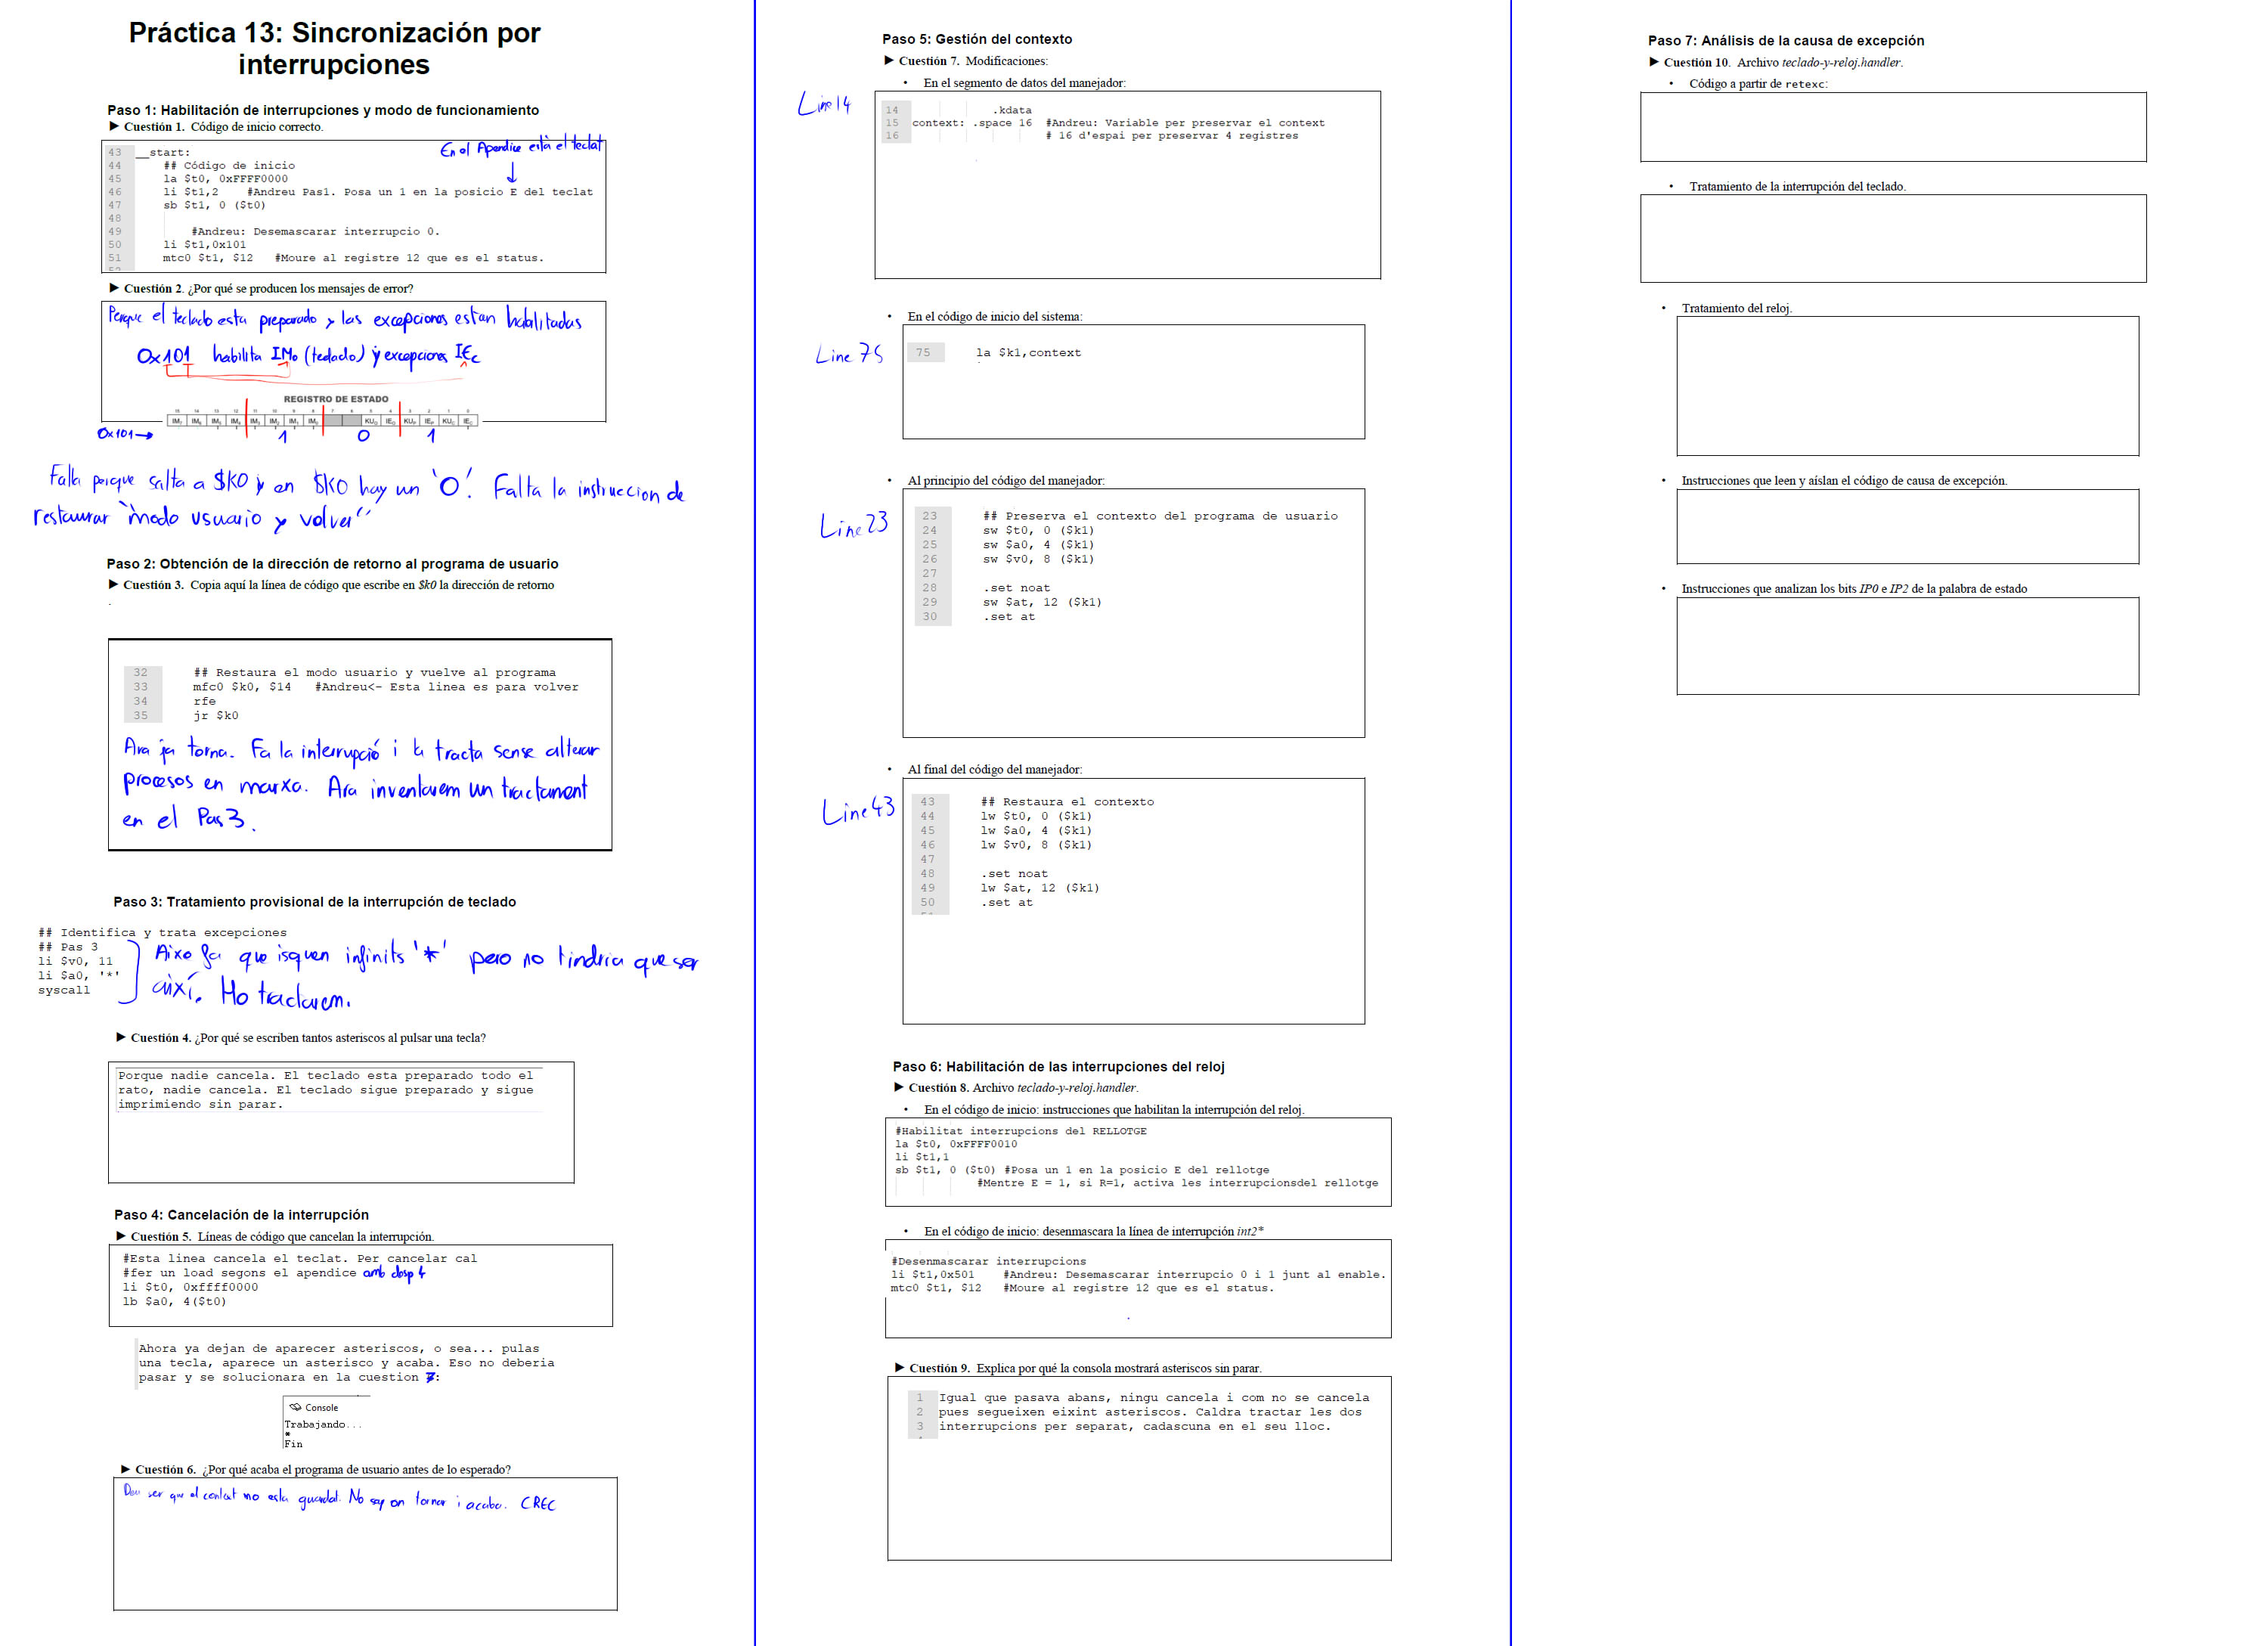 Práctica 13: Sincronización por
interrupciones
Paso 1: Habilitación de interrupciones y modo de funcionamiento
► Cuestión 1. Código de inicio correcto.
En el Apendice está el teclat
43 __start:
44 ## Código de inicio
45 la $t0, 0xFFFF0000
46 li $t1,2 #Andreu Pas1. Posa un 1 en la posicio E del teclat
47 sb $t1, 0 ($t0)
48
49 #Andreu: Desemascarar interrupcio 0.
50 li $t1,0x101
51 mtc0 $t1, $12 #Moure al registre 12 que es el status.
► Cuestión 2. ¿Por qué se producen los mensajes de error?
Perque el teclado esta preparado y las excepciones estan habilitadas
0x101 habilita IM0 (teclado) y excepciones IEc
REGISTRO DE ESTADO
15 14 13 12 11 10 9 8 7 6 5 4 3 2 1 0
KUO IEO KUP IEP KUC IEC
0x101→ 1 0 1
Falla porque salta a $k0 y en $k0 hay un '0'. Falta la instruccion de
restaurar "modo usuario y volver"
Paso 2: Obtención de la dirección de retorno al programa de usuario
► Cuestión 3. Copia aquí la línea de código que escribe en $k0 la dirección de retorno
.
32 ## Restaura el modo usuario y vuelve al programa
33 mfc0 $k0, $14 #Andreu<- Esta linea es para volver
34 rfe
35 jr $k0
Ara ja torna. Fa la interrupció i la tracta sense alterar
procesos en marxa. Ara inventarem un tractament
en el Pas 3.
Paso 3: Tratamiento provisional de la interrupción de teclado
## Identifica y trata excepciones
## Pas 3
li $v0, 11
li $a0, '*'
syscall
Aixo fa que isquen infinits '*' pero no tindria que ser
així. Ho tractarem.
► Cuestión 4. ¿Por qué se escriben tantos asteriscos al pulsar una tecla?
Porque nadie cancela. El teclado esta preparado todo el
rato, nadie cancela. El teclado sigue preparado y sigue
imprimiendo sin parar.
Paso 4: Cancelación de la interrupción
► Cuestión 5. Líneas de código que cancelan la interrupción.
#Esta linea cancela el teclat. Per cancelar cal
#fer un load segons el apendice amb desp 4
li $t0, 0xffff0000
lb $a0, 4($t0)
Ahora ya dejan de aparecer asteriscos, o sea... pulas
una tecla, aparece un asterisco y acaba. Eso no deberia
pasar y se solucionara en la cuestion 7:
Console
Trabajando...
*
Fin
► Cuestión 6. ¿Por qué acaba el programa de usuario antes de lo esperado?
Deu ser que el context no esta guardat. No sap on tornar i acaba. CREC
Paso 5: Gestión del contexto
► Cuestión 7. Modificaciones:
• En el segmento de datos del manejador:
Line 14
14 .kdata
15 context: .space 16 #Andreu: Variable per preservar el context
16 # 16 d'espai per preservar 4 registres
• En el código de inicio del sistema:
Line 75
75 la $k1,context
• Al principio del código del manejador:
Line 23
23 ## Preserva el contexto del programa de usuario
24 sw $t0, 0 ($k1)
25 sw $a0, 4 ($k1)
26 sw $v0, 8 ($k1)
27
28 .set noat
29 sw $at, 12 ($k1)
30 .set at
• Al final del código del manejador:
Line 43
43 ## Restaura el contexto
44 lw $t0, 0 ($k1)
45 lw $a0, 4 ($k1)
46 lw $v0, 8 ($k1)
47
48 .set noat
49 lw $at, 12 ($k1)
50 .set at
Paso 6: Habilitación de las interrupciones del reloj
► Cuestión 8. Archivo teclado-y-reloj.handler.
• En el código de inicio: instrucciones que habilitan la interrupción del reloj.
#Habilitat interrupcions del RELLOTGE
la $t0, 0xFFFF0010
li $t1,1
sb $t1, 0 ($t0) #Posa un 1 en la posicio E del rellotge
#Mentre E = 1, si R=1, activa les interrupcionsdel rellotge
• En el código de inicio: desenmascara la línea de interrupción int2*
#Desenmascarar interrupcions
li $t1,0x501 #Andreu: Desemascarar interrupcio 0 i 1 junt al enable.
mtc0 $t1, $12 #Moure al registre 12 que es el status.
► Cuestión 9. Explica por qué la consola mostrará asteriscos sin parar.
1 Igual que pasava abans, ningu cancela i com no se cancela
2 pues segueixen eixint asteriscos. Caldra tractar les dos
3 interrupcions per separat, cadascuna en el seu lloc.
Paso 7: Análisis de la causa de excepción
► Cuestión 10. Archivo teclado-y-reloj.handler.
• Código a partir de retexc:
• Tratamiento de la interrupción del teclado.
• Tratamiento del reloj.
• Instrucciones que leen y aíslan el código de causa de excepción.
• Instrucciones que analizan los bits IP0 e IP2 de la palabra de estado